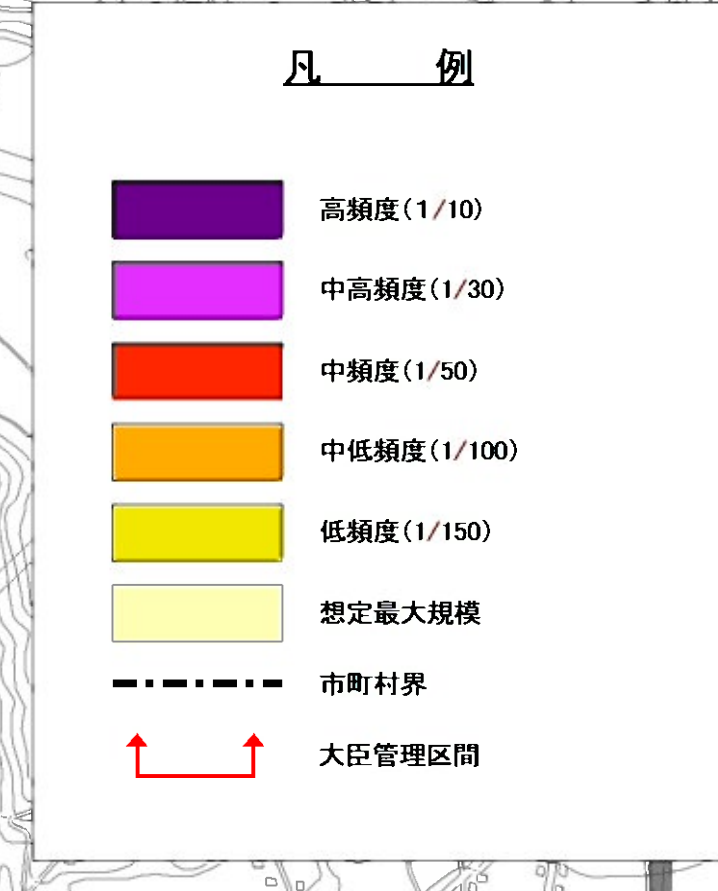 凡　例
高頻度(1/10)
中高頻度(1/30)
中頻度(1/50)
中低頻度(1/100)
低頻度(1/150)
想定最大規模
市町村界
大臣管理区間